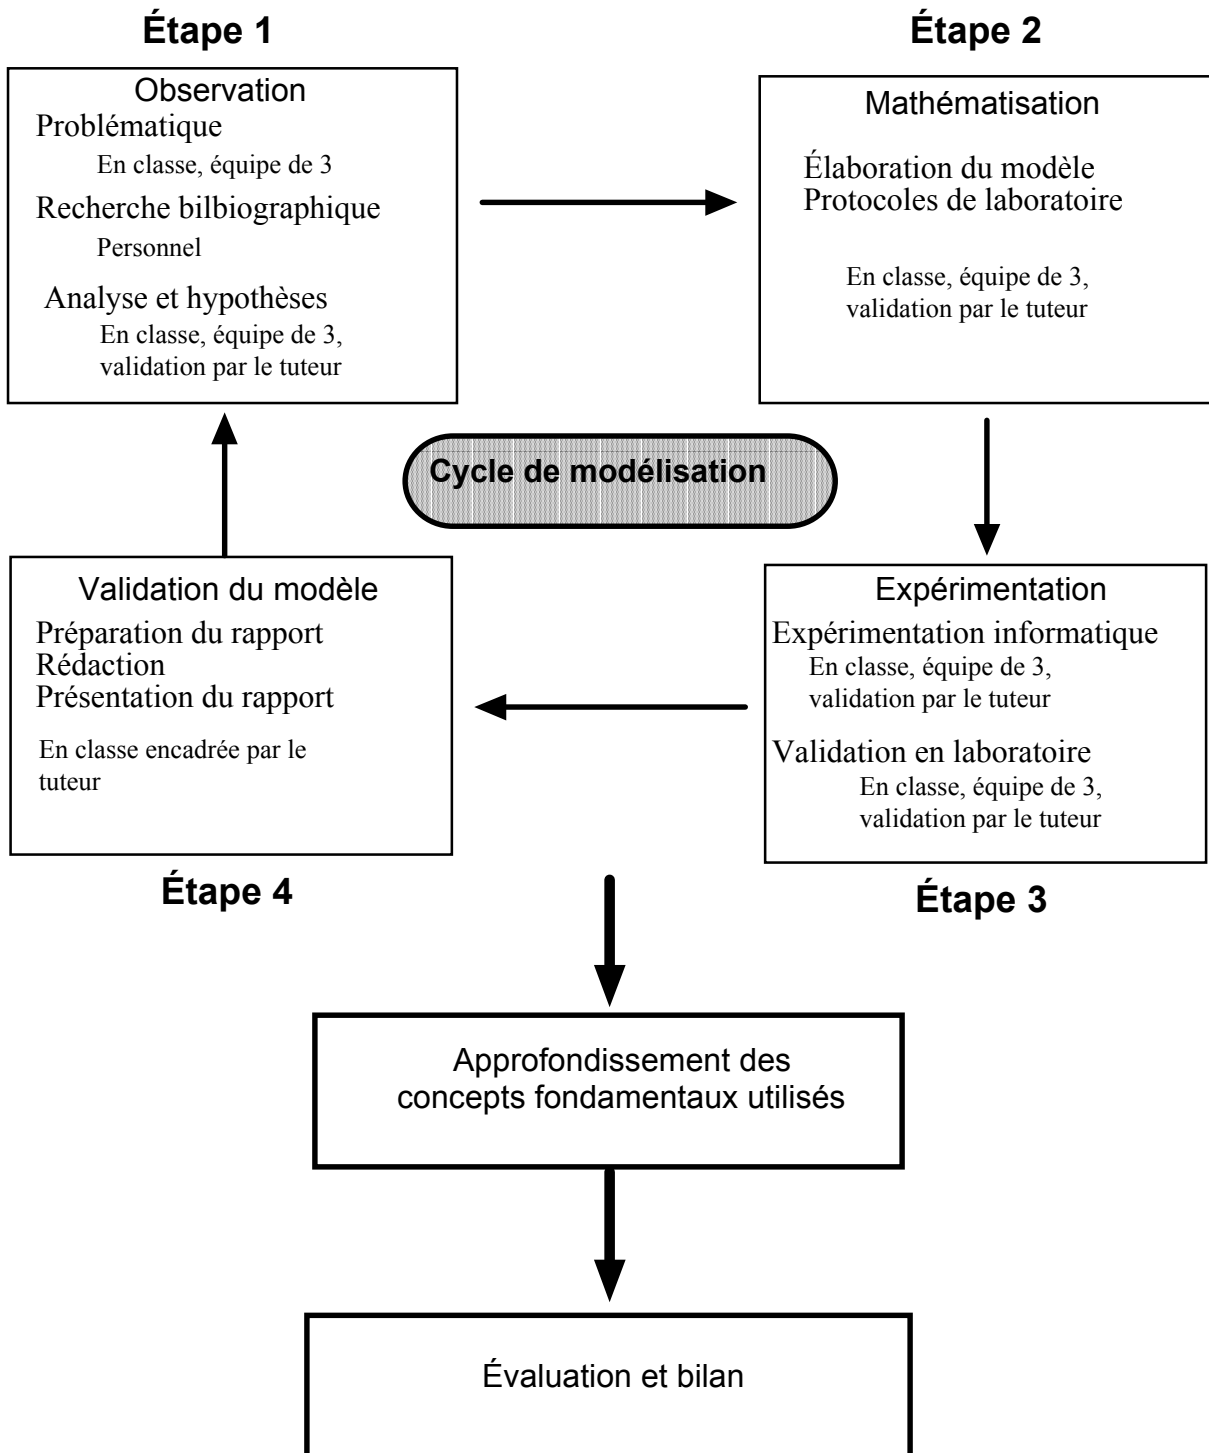 Étape 1
Observation
Problématique
En classe, équipe de 3
Recherche bilbiographique
Personnel
Analyse et hypothèses
En classe, équipe de 3,
validation par le tuteur
Étape 2
Mathématisation
Élaboration du modèle
Protocoles de laboratoire
En classe, équipe de 3,
validation par le tuteur
Cycle de modélisation
Validation du modèle
Préparation du rapport
Rédaction
Présentation du rapport
En classe encadrée par le
tuteur
Étape 4
Expérimentation
Expérimentation informatique
En classe, équipe de 3,
validation par le tuteur
Validation en laboratoire
En classe, équipe de 3,
validation par le tuteur
Étape 3
Approfondissement des
concepts fondamentaux utilisés
Évaluation et bilan